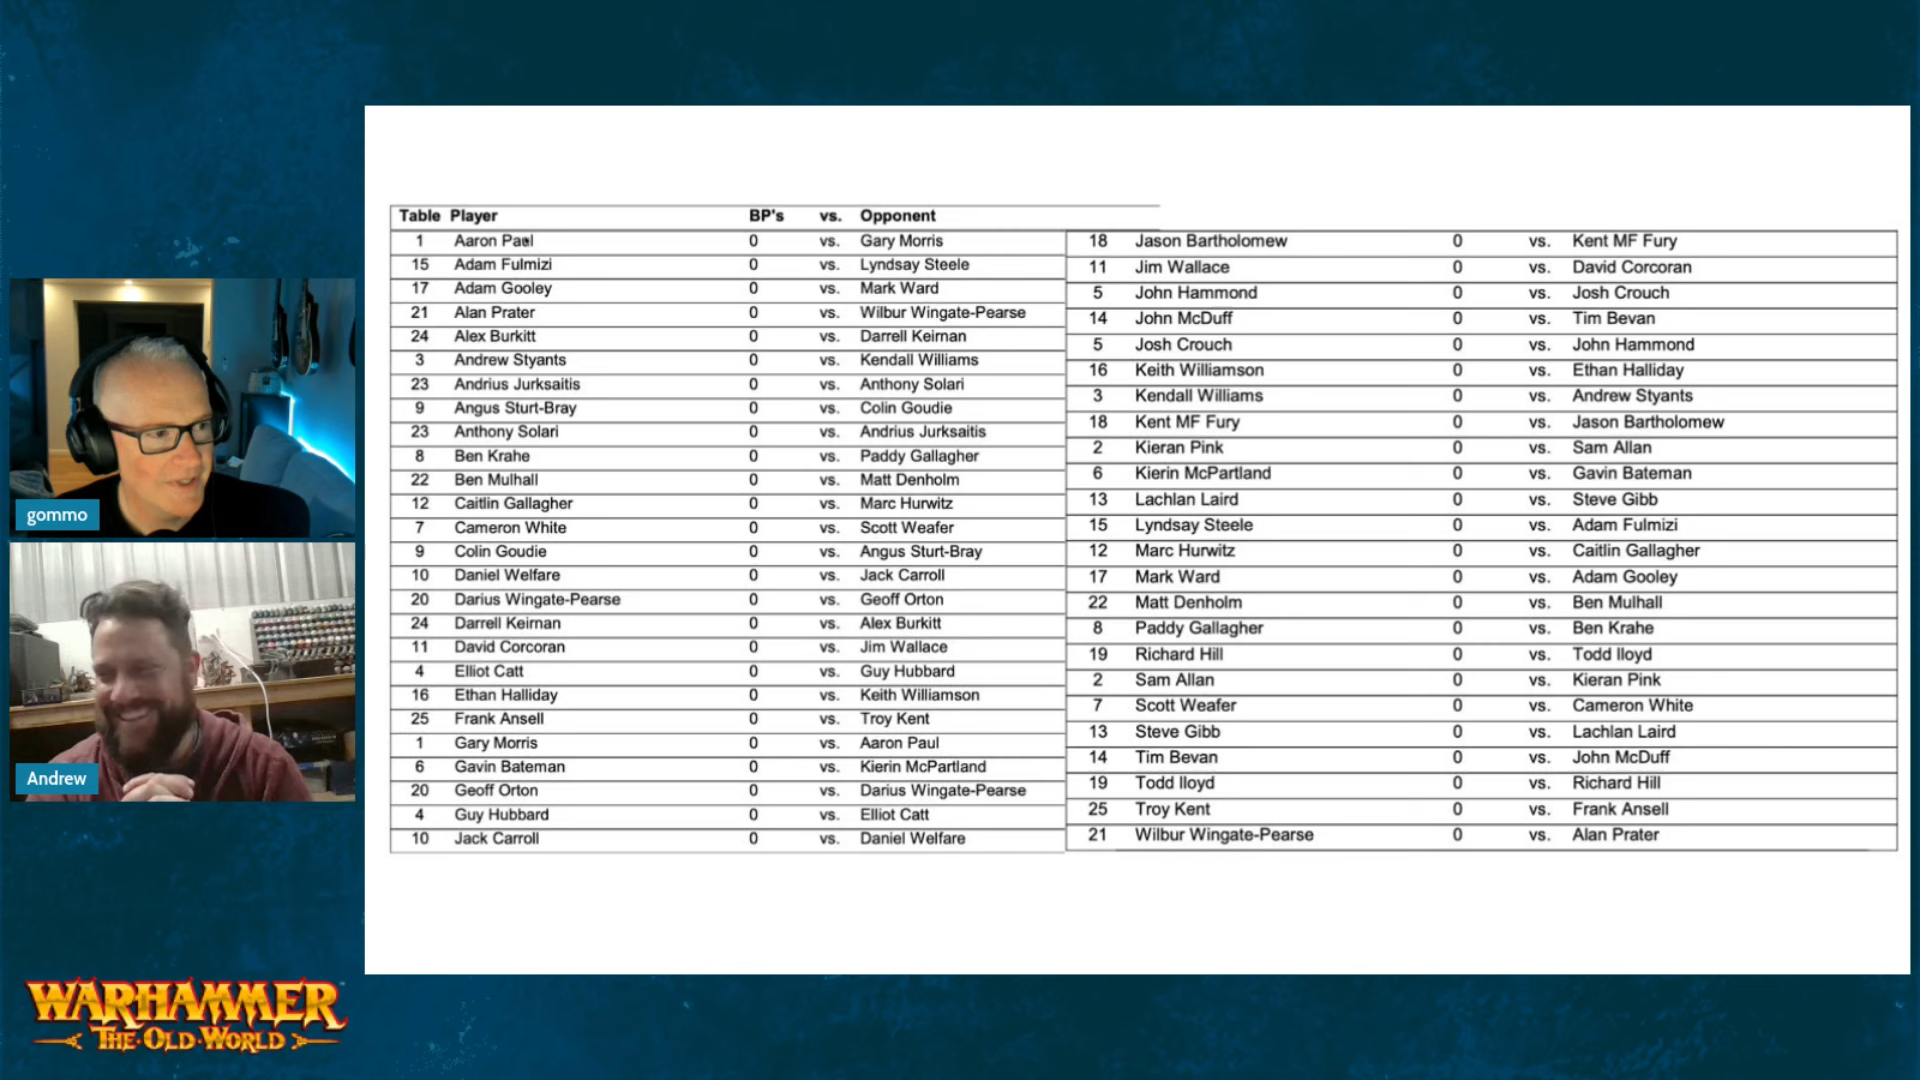 Table Player BP's vs. Opponent
1 Aaron Paul 0 vs. Gary Morris
15 Adam Fulmizi 0 vs. Lyndsay Steele
17 Adam Gooley 0 vs. Mark Ward
21 Alan Prater 0 vs. Wilbur Wingate-Pearse
24 Alex Burkitt 0 vs. Darrell Keirnan
3 Andrew Styants 0 vs. Kendall Williams
23 Andrius Jurksaitis 0 vs. Anthony Solari
9 Angus Sturt-Bray 0 vs. Colin Goudie
23 Anthony Solari 0 vs. Andrius Jurksaitis
8 Ben Krahe 0 vs. Paddy Gallagher
22 Ben Mulhall 0 vs. Matt Denholm
12 Caitlin Gallagher 0 vs. Marc Hurwitz
7 Cameron White 0 vs. Scott Weafer
9 Colin Goudie 0 vs. Angus Sturt-Bray
10 Daniel Welfare 0 vs. Jack Carroll
20 Darius Wingate-Pearse 0 vs. Geoff Orton
24 Darrell Keirnan 0 vs. Alex Burkitt
11 David Corcoran 0 vs. Jim Wallace
4 Elliot Catt 0 vs. Guy Hubbard
16 Ethan Halliday 0 vs. Keith Williamson
25 Frank Ansell 0 vs. Troy Kent
1 Gary Morris 0 vs. Aaron Paul
6 Gavin Bateman 0 vs. Kierin McPartland
20 Geoff Orton 0 vs. Darius Wingate-Pearse
4 Guy Hubbard 0 vs. Elliot Catt
10 Jack Carroll 0 vs. Daniel Welfare
18 Jason Bartholomew 0 vs. Kent MF Fury
11 Jim Wallace 0 vs. David Corcoran
5 John Hammond 0 vs. Josh Crouch
14 John McDuff 0 vs. Tim Bevan
5 Josh Crouch 0 vs. John Hammond
16 Keith Williamson 0 vs. Ethan Halliday
3 Kendall Williams 0 vs. Andrew Styants
18 Kent MF Fury 0 vs. Jason Bartholomew
2 Kieran Pink 0 vs. Sam Allan
6 Kierin McPartland 0 vs. Gavin Bateman
13 Lachlan Laird 0 vs. Steve Gibb
15 Lyndsay Steele 0 vs. Adam Fulmizi
12 Marc Hurwitz 0 vs. Caitlin Gallagher
17 Mark Ward 0 vs. Adam Gooley
22 Matt Denholm 0 vs. Ben Mulhall
8 Paddy Gallagher 0 vs. Ben Krahe
19 Richard Hill 0 vs. Todd lloyd
2 Sam Allan 0 vs. Kieran Pink
7 Scott Weafer 0 vs. Cameron White
13 Steve Gibb 0 vs. Lachlan Laird
14 Tim Bevan 0 vs. John McDuff
19 Todd lloyd 0 vs. Richard Hill
25 Troy Kent 0 vs. Frank Ansell
21 Wilbur Wingate-Pearse 0 vs. Alan Prater
gommo
Andrew
WARHAMMER
THE·OLD·WORLD